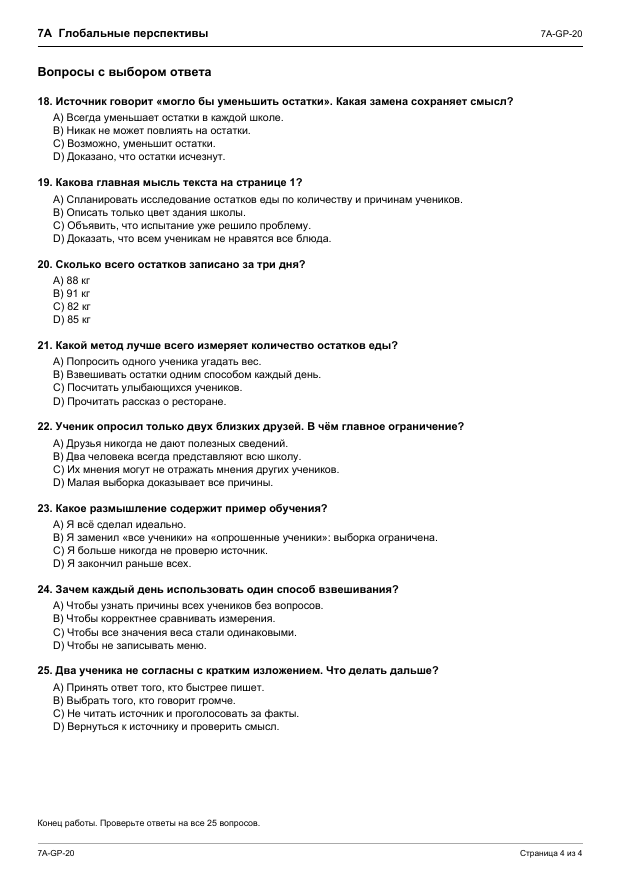 7А Глобальные перспективы
7A-GP-20
Вопросы с выбором ответа
18. Источник говорит «могло бы уменьшить остатки». Какая замена сохраняет смысл?
A) Всегда уменьшает остатки в каждой школе.
B) Никак не может повлиять на остатки.
C) Возможно, уменьшит остатки.
D) Доказано, что остатки исчезнут.
19. Какова главная мысль текста на странице 1?
A) Спланировать исследование остатков еды по количеству и причинам учеников.
B) Описать только цвет здания школы.
C) Объявить, что испытание уже решило проблему.
D) Доказать, что всем ученикам не нравятся все блюда.
20. Сколько всего остатков записано за три дня?
A) 88 кг
B) 91 кг
C) 82 кг
D) 85 кг
21. Какой метод лучше всего измеряет количество остатков еды?
A) Попросить одного ученика угадать вес.
B) Взвешивать остатки одним способом каждый день.
C) Посчитать улыбающихся учеников.
D) Прочитать рассказ о ресторане.
22. Ученик опросил только двух близких друзей. В чём главное ограничение?
A) Друзья никогда не дают полезных сведений.
B) Два человека всегда представляют всю школу.
C) Их мнения могут не отражать мнения других учеников.
D) Малая выборка доказывает все причины.
23. Какое размышление содержит пример обучения?
A) Я всё сделал идеально.
B) Я заменил «все ученики» на «опрошенные ученики»: выборка ограничена.
C) Я больше никогда не проверю источник.
D) Я закончил раньше всех.
24. Зачем каждый день использовать один способ взвешивания?
A) Чтобы узнать причины всех учеников без вопросов.
B) Чтобы корректнее сравнивать измерения.
C) Чтобы все значения веса стали одинаковыми.
D) Чтобы не записывать меню.
25. Два ученика не согласны с кратким изложением. Что делать дальше?
A) Принять ответ того, кто быстрее пишет.
B) Выбрать того, кто говорит громче.
C) Не читать источник и проголосовать за факты.
D) Вернуться к источнику и проверить смысл.
Конец работы. Проверьте ответы на все 25 вопросов.
7A-GP-20
Страница 4 из 4